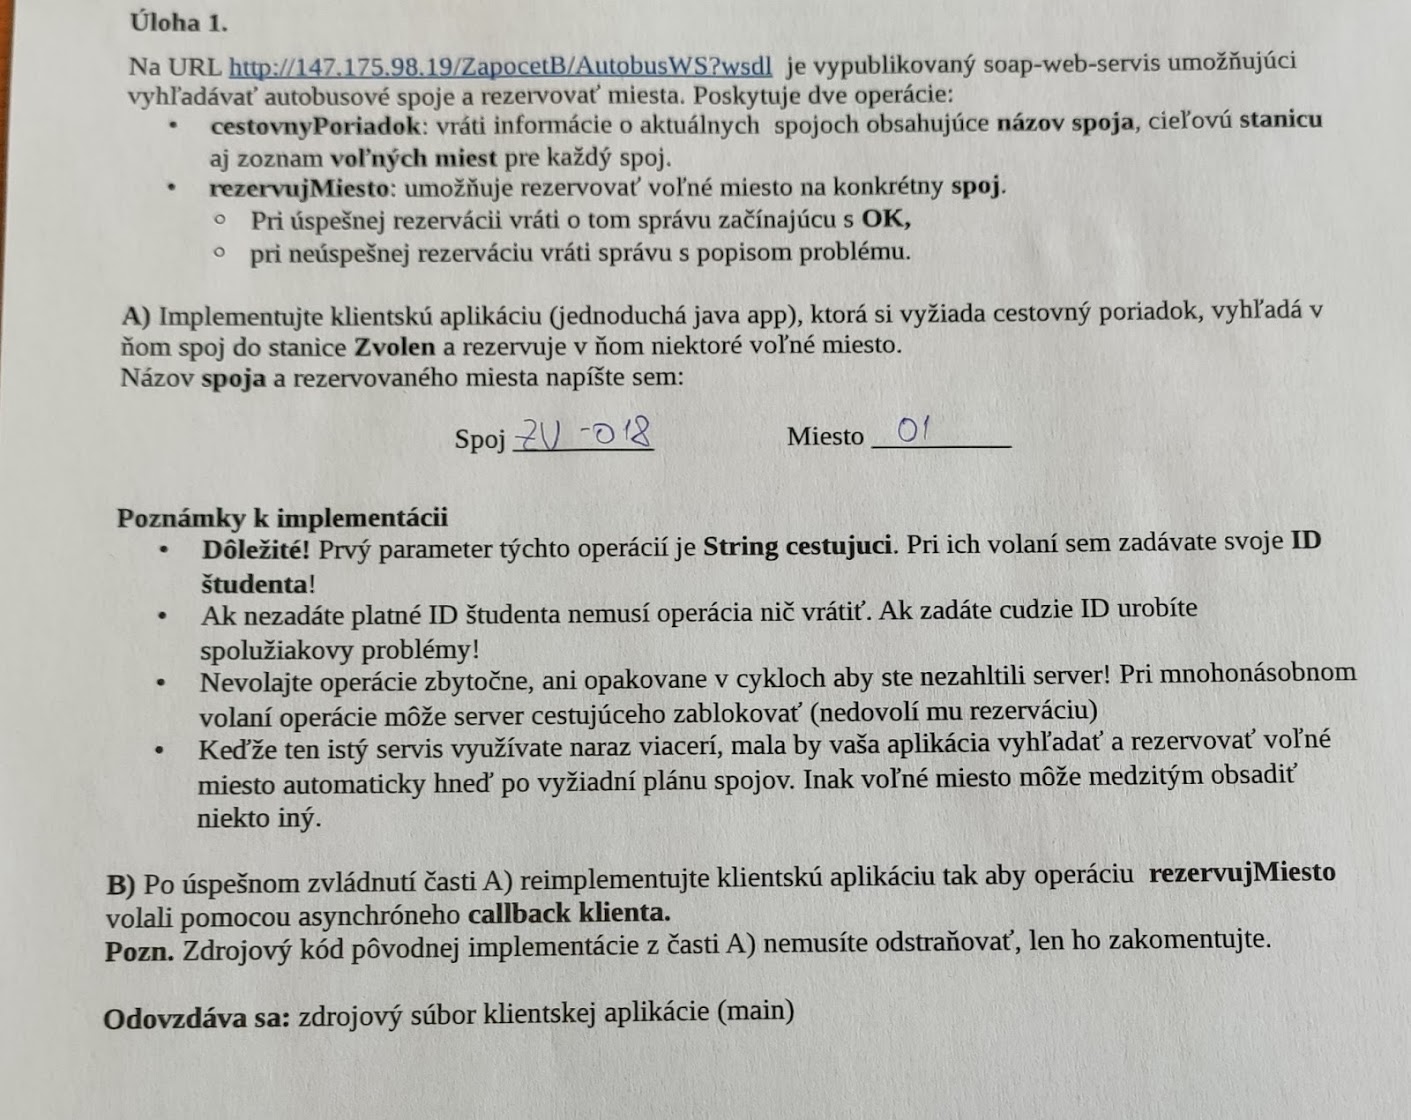 Úloha 1.
Na URL http://147.175.98.19/ZapocetB/AutobusWS?wsdl je vypublikovaný soap-web-servis umožňujúci
vyhľadávať autobusové spoje a rezervovať miesta. Poskytuje dve operácie:
• cestovnyPoriadok: vráti informácie o aktuálnych spojoch obsahujúce názov spoja, cieľovú stanicu
aj zoznam voľných miest pre každý spoj.
• rezervujMiesto: umožňuje rezervovať voľné miesto na konkrétny spoj.
○ Pri úspešnej rezervácii vráti o tom správu začínajúcu s OK,
○ pri neúspešnej rezerváciu vráti správu s popisom problému.
A) Implementujte klientskú aplikáciu (jednoduchá java app), ktorá si vyžiada cestovný poriadok, vyhľadá v
ňom spoj do stanice Zvolen a rezervuje v ňom niektoré voľné miesto.
Názov spoja a rezervovaného miesta napíšte sem:
Spoj ZV -018 Miesto 01
Poznámky k implementácii
• Dôležité! Prvý parameter týchto operácií je String cestujuci. Pri ich volaní sem zadávate svoje ID
študenta!
• Ak nezadáte platné ID študenta nemusí operácia nič vrátiť. Ak zadáte cudzie ID urobíte
spolužiakovy problémy!
• Nevolajte operácie zbytočne, ani opakovane v cykloch aby ste nezahltili server! Pri mnohonásobnom
volaní operácie môže server cestujúceho zablokovať (nedovolí mu rezerváciu)
• Keďže ten istý servis využívate naraz viacerí, mala by vaša aplikácia vyhľadať a rezervovať voľné
miesto automaticky hneď po vyžiadní plánu spojov. Inak voľné miesto môže medzitým obsadiť
niekto iný.
B) Po úspešnom zvládnutí časti A) reimplementujte klientskú aplikáciu tak aby operáciu rezervujMiesto
volali pomocou asynchróneho callback klienta.
Pozn. Zdrojový kód pôvodnej implementácie z časti A) nemusíte odstraňovať, len ho zakomentujte.
Odovzdáva sa: zdrojový súbor klientskej aplikácie (main)